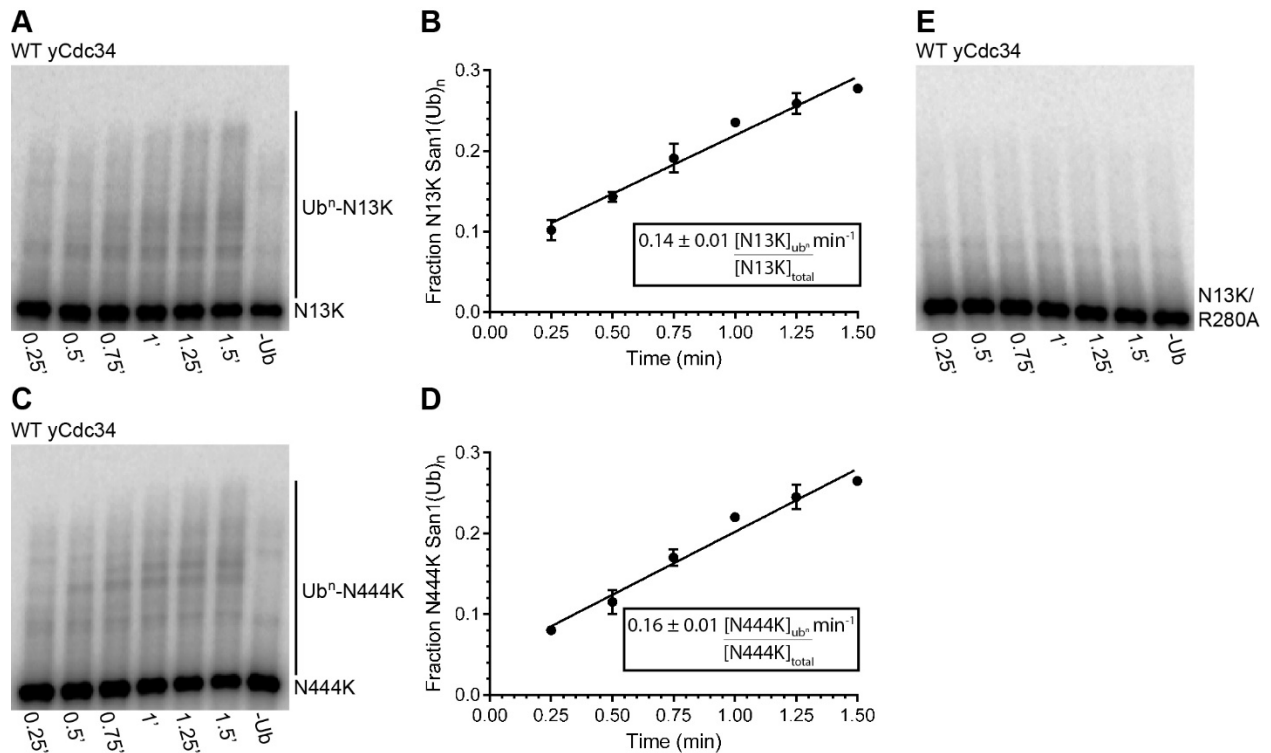 A
WT yCdc34
Ubⁿ-N13K
N13K
0.25'
0.5'
0.75'
1'
1.25'
1.5'
-Ub
B
Fraction N13K San1(Ub)ₙ
0.3
0.2
0.1
0.0
0.14 ± 0.01 [N13K]ubⁿ min⁻¹
[N13K]total
0.00
0.25
0.50
0.75
1.00
1.25
1.50
Time (min)
E
WT yCdc34
N13K/
R280A
0.25'
0.5'
0.75'
1'
1.25'
1.5'
-Ub
C
WT yCdc34
Ubⁿ-N444K
N444K
0.25'
0.5'
0.75'
1'
1.25'
1.5'
-Ub
D
Fraction N444K San1(Ub)ₙ
0.3
0.2
0.1
0.0
0.16 ± 0.01 [N444K]ubⁿ min⁻¹
[N444K]total
0.00
0.25
0.50
0.75
1.00
1.25
1.50
Time (min)